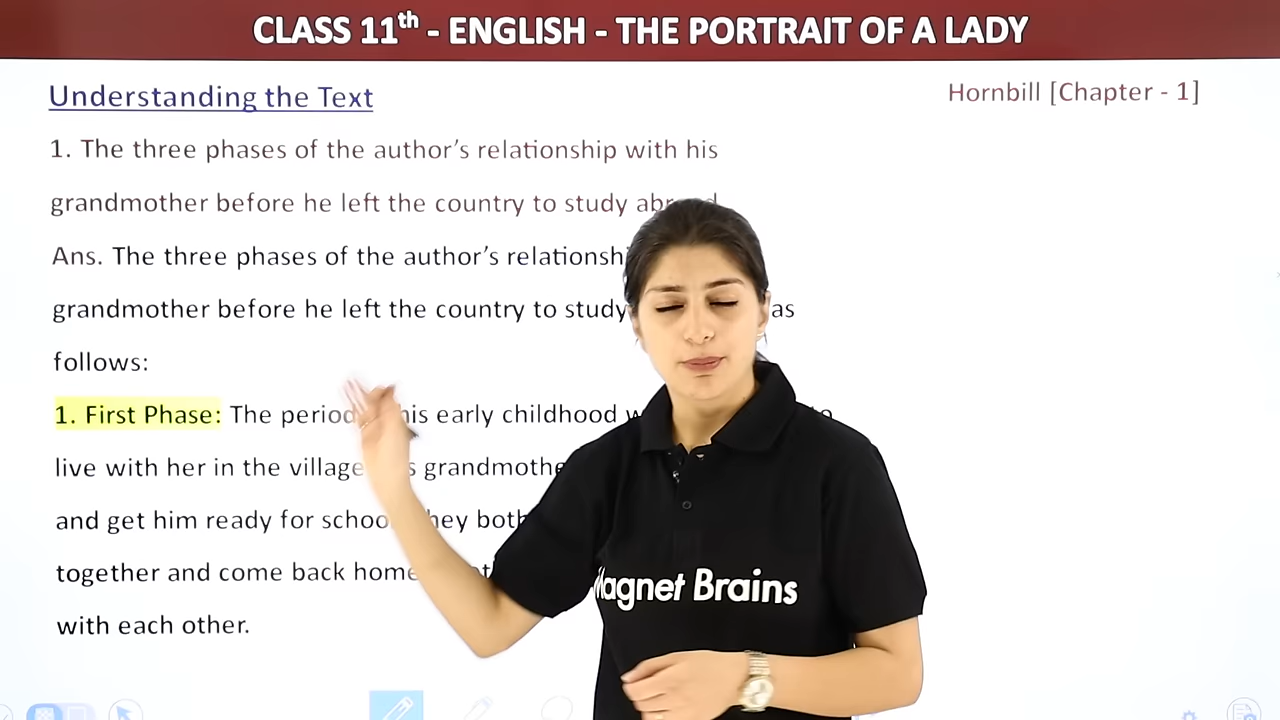 CLASS 11th - ENGLISH - THE PORTRAIT OF A LADY
Understanding the Text
Hornbill [Chapter - 1]
1. The three phases of the author's relationship with his
grandmother before he left the country to study abroad
Ans. The three phases of the author's
grandmother before he left the country to study as
follows:
1. First Phase: The period his early childhood to
live with her in the village
and get him ready for school they both
together and come back home
with each other.
Magnet Brains